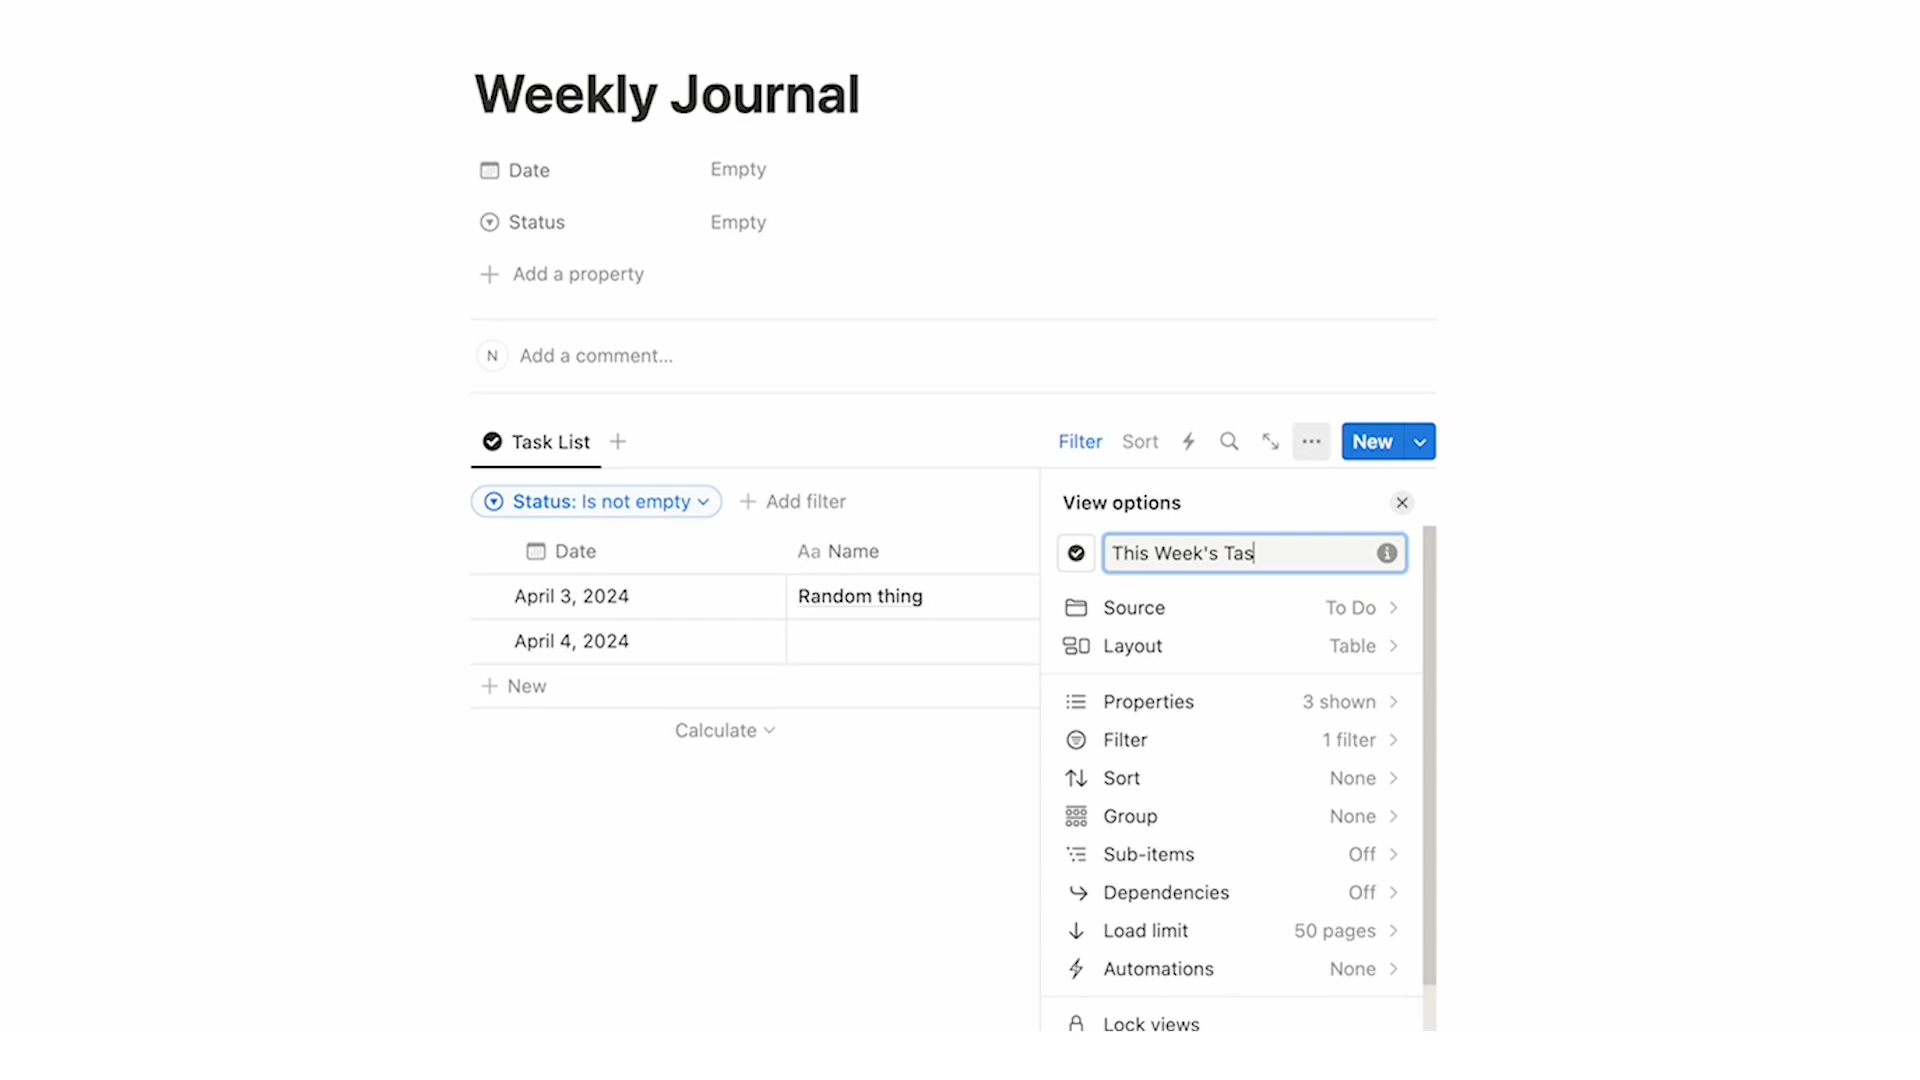 Weekly Journal
Date Empty
Status Empty
Add a property
N Add a comment...
Task List
Filter Sort New
Status: Is not empty Add filter
Date Aa Name
April 3, 2024 Random thing
April 4, 2024
New
Calculate
View options
This Week's Tas
Source To Do
Layout Table
Properties 3 shown
Filter 1 filter
Sort None
Group None
Sub-items Off
Dependencies Off
Load limit 50 pages
Automations None
Lock views